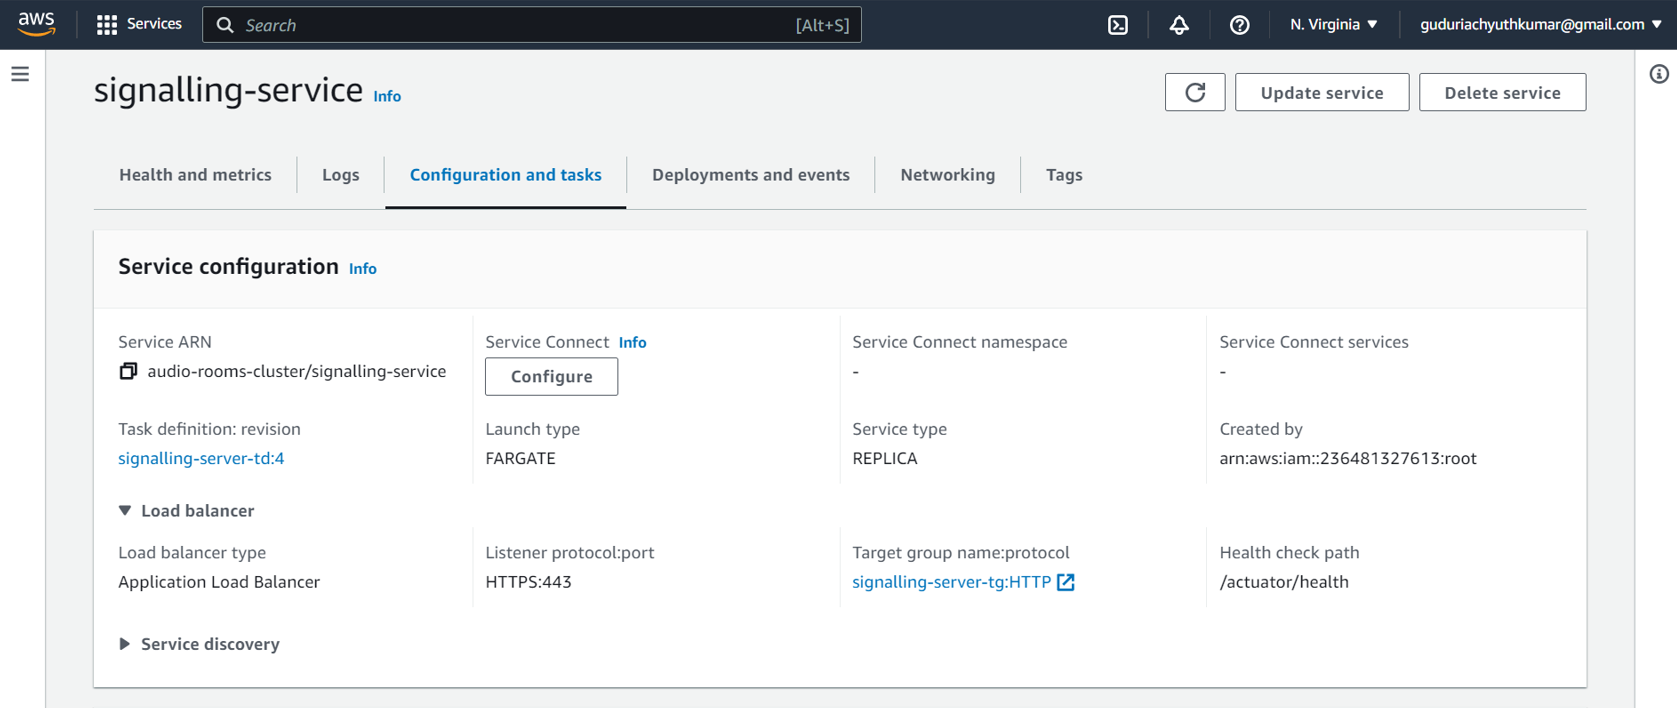 aws
Services
Search
[Alt+S]
N. Virginia
guduriachyuthkumar@gmail.com
signalling-service Info
Update service
Delete service
Health and metrics
Logs
Configuration and tasks
Deployments and events
Networking
Tags
Service configuration Info
Service ARN
audio-rooms-cluster/signalling-service
Service Connect Info
Configure
Service Connect namespace
-
Service Connect services
-
Task definition: revision
signalling-server-td:4
Launch type
FARGATE
Service type
REPLICA
Created by
arn:aws:iam::236481327613:root
Load balancer
Load balancer type
Application Load Balancer
Listener protocol:port
HTTPS:443
Target group name:protocol
signalling-server-tg:HTTP
Health check path
/actuator/health
Service discovery